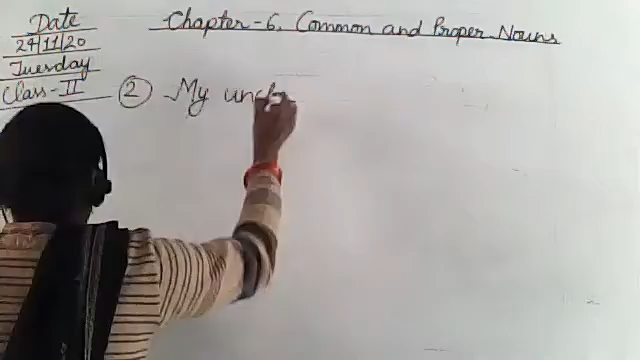 Date
24/11/20
Tuesday
Class-II
Chapter-6. Common and Proper Nouns
② My